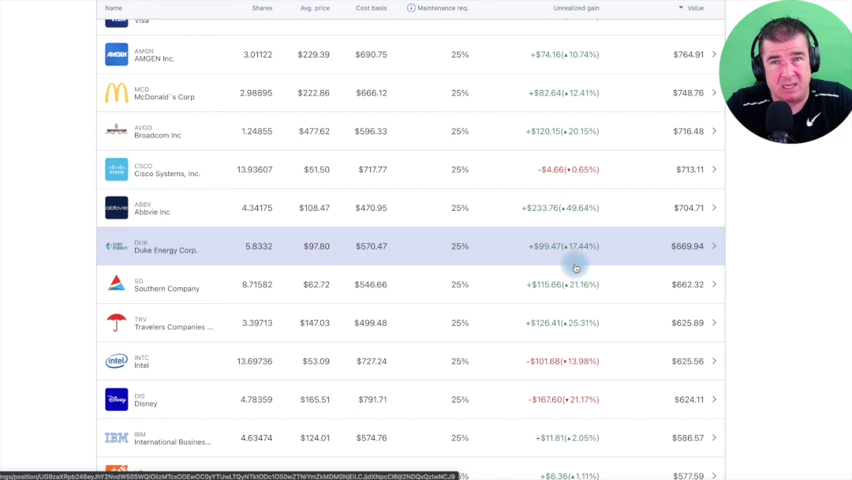 Name Shares Avg. price Cost basis Maintenance req. Unrealized gain Value
Visa
AMGEN
AMGN
AMGEN Inc. 3.01122 $229.39 $690.75 25% +$74.16(▲10.74%) $764.91
MCD
McDonald`s Corp 2.98895 $222.86 $666.12 25% +$82.64(▲12.41%) $748.76
BROADCOM
AVGO
Broadcom Inc 1.24855 $477.62 $596.33 25% +$120.15(▲20.15%) $716.48
CISCO
CSCO
Cisco Systems, Inc. 13.93607 $51.50 $717.77 25% -$4.66(▼0.65%) $713.11
abbvie
ABBV
Abbvie Inc 4.34175 $108.47 $470.95 25% +$233.76(▲49.64%) $704.71
DUKE ENERGY
DUK
Duke Energy Corp. 5.8332 $97.80 $570.47 25% +$99.47(▲17.44%) $669.94
SO
Southern Company 8.71582 $62.72 $546.66 25% +$115.66(▲21.16%) $662.32
TRV
Travelers Companies ... 3.39713 $147.03 $499.48 25% +$126.41(▲25.31%) $625.89
intel
INTC
Intel 13.69736 $53.09 $727.24 25% -$101.68(▼13.98%) $625.56
Disney
DIS
Disney 4.78359 $165.51 $791.71 25% -$167.60(▼21.17%) $624.11
IBM
IBM
International Busines... 4.63474 $124.01 $574.76 25% +$11.81(▲2.05%) $586.57
+$6.36(▲1.11%) $577.59